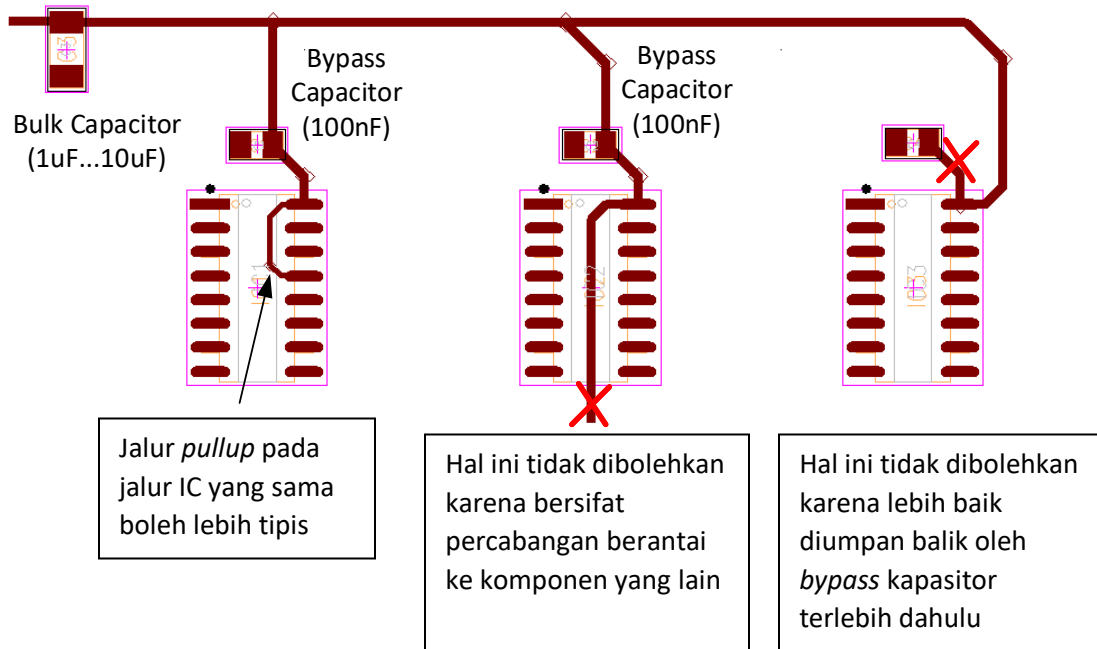 Bulk Capacitor
(1uF...10uF)
Bypass
Capacitor
(100nF)
Bypass
Capacitor
(100nF)
Jalur pullup pada
jalur IC yang sama
boleh lebih tipis
Hal ini tidak dibolehkan
karena bersifat
percabangan berantai
ke komponen yang lain
Hal ini tidak dibolehkan
karena lebih baik
diumpan balik oleh
bypass kapasitor
terlebih dahulu